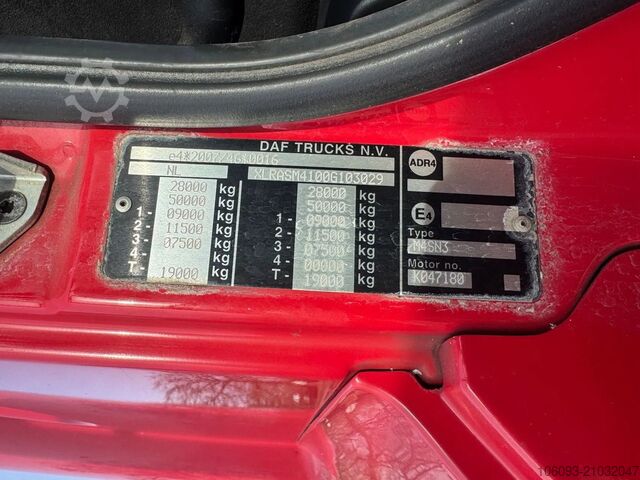 DAF TRUCKS N.V.
e4*2007/46*0016
NL XLRASM4100G103029
28000 kg 28000 kg
50000 kg 50000 kg
1- 09000 kg 1- 09000 kg
2- 11500 kg 2- 11500 kg
3- 07500 kg 3- 07500 kg
4- kg 4- 00000 kg
T- 19000 kg T- 19000 kg
ADR4
E4
Type
M4SN3
Motor no.
K047180
106093-21032047